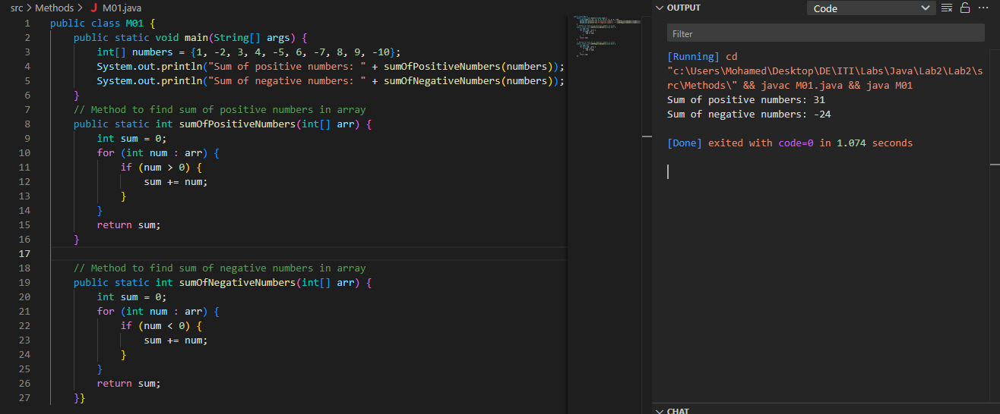 src > Methods > J M01.java
1 public class M01 {
2     public static void main(String[] args) {
3         int[] numbers = {1, -2, 3, 4, -5, 6, -7, 8, 9, -10};
4         System.out.println("Sum of positive numbers: " + sumOfPositiveNumbers(numbers));
5         System.out.println("Sum of negative numbers: " + sumOfNegativeNumbers(numbers));
6     }
7     // Method to find sum of positive numbers in array
8     public static int sumOfPositiveNumbers(int[] arr) {
9         int sum = 0;
10         for (int num : arr) {
11             if (num > 0) {
12                 sum += num;
13             }
14         }
15         return sum;
16     }
17
18     // Method to find sum of negative numbers in array
19     public static int sumOfNegativeNumbers(int[] arr) {
20         int sum = 0;
21         for (int num : arr) {
22             if (num < 0) {
23                 sum += num;
24             }
25         }
26         return sum;
27     }}
OUTPUT
Code
Filter
[Running] cd
"c:\Users\Mohamed\Desktop\DE\ITI\Labs\Java\Lab2\Lab2\s
rc\Methods\" && javac M01.java && java M01
Sum of positive numbers: 31
Sum of negative numbers: -24
[Done] exited with code=0 in 1.074 seconds
CHAT